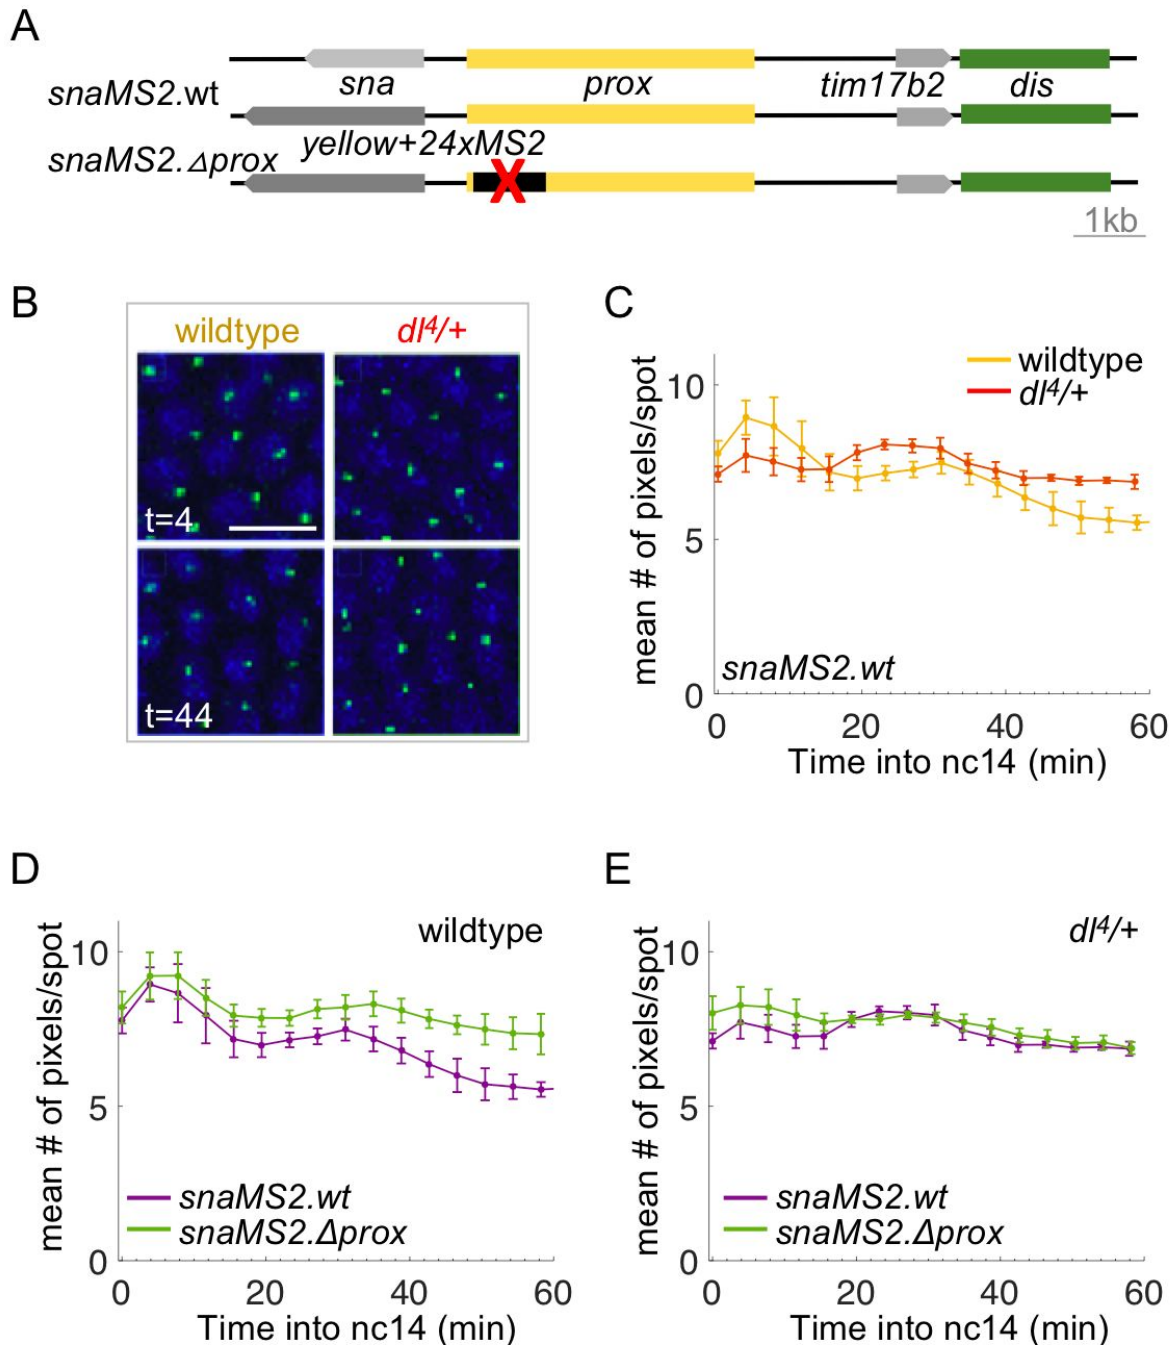 A
sna
prox
tim17b2
dis
snaMS2.wt
yellow+24xMS2
snaMS2.Δprox
X
1kb
B
wildtype
dl4/+
t=4
t=44
C
wildtype
dl4/+
10
5
0
mean # of pixels/spot
snaMS2.wt
0 20 40 60
Time into nc14 (min)
D
wildtype
10
5
0
mean # of pixels/spot
snaMS2.wt
snaMS2.Δprox
0 20 40 60
Time into nc14 (min)
E
dl4/+
10
5
0
mean # of pixels/spot
snaMS2.wt
snaMS2.Δprox
0 20 40 60
Time into nc14 (min)